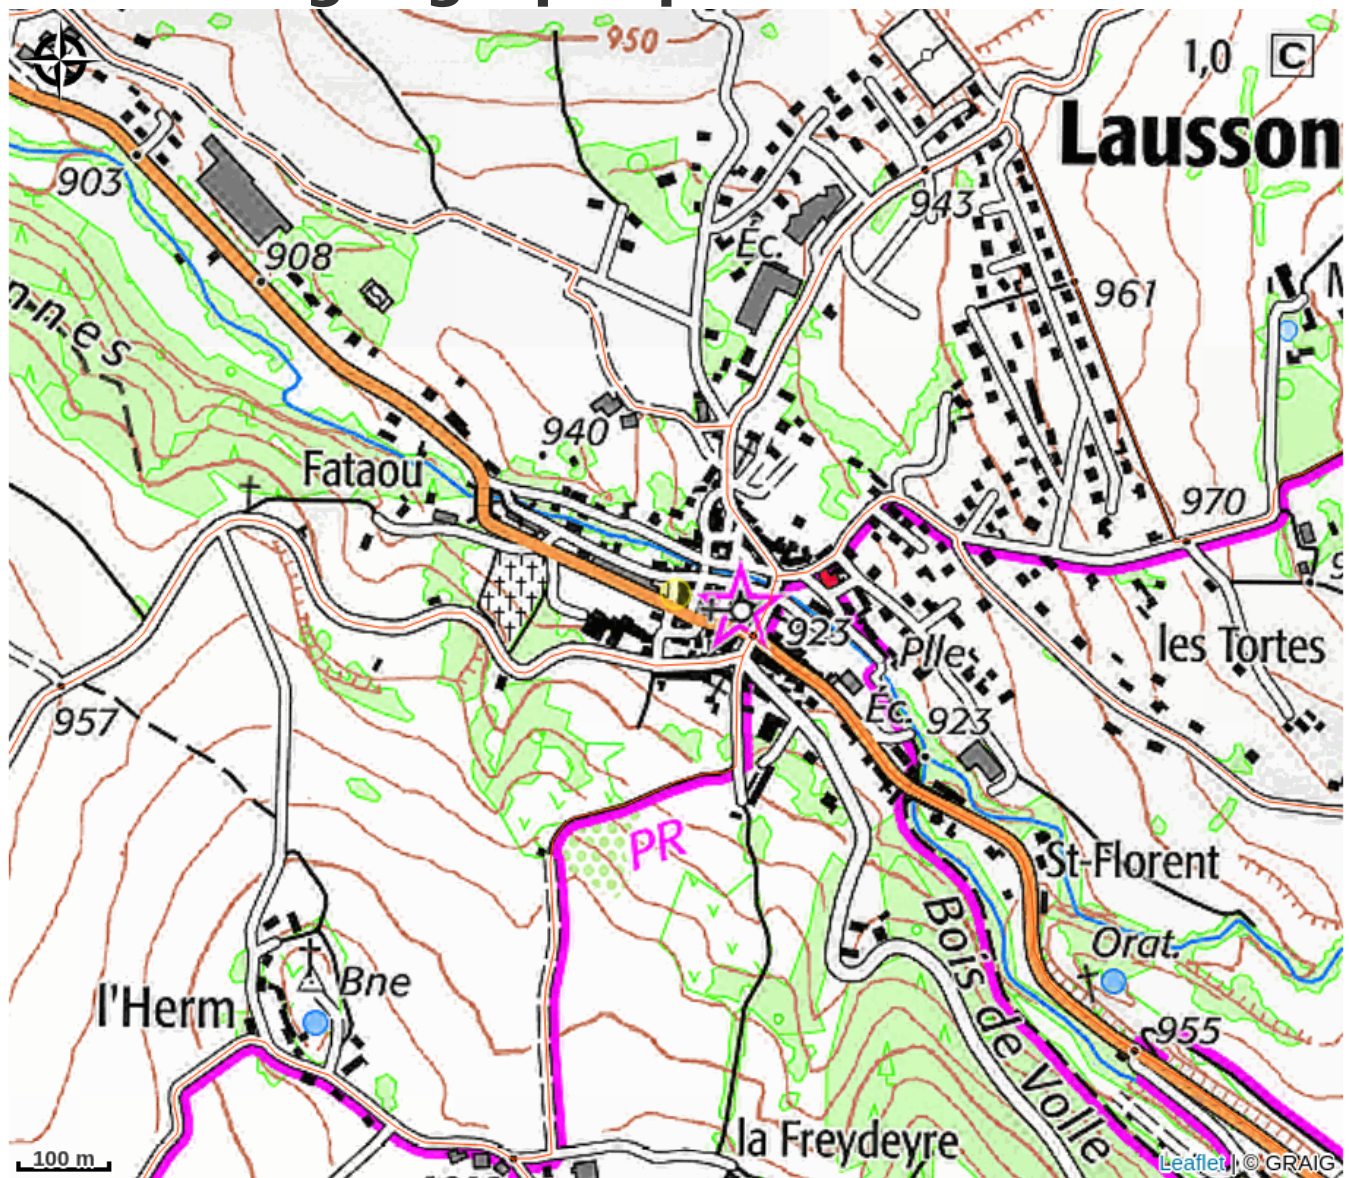 950
1,0 C
Lausson
903
943
Éc.
908
961
nnes
940
Fataou
970
923
Plle
les Tortes
957
Éc.
923
PR
St-Florent
Bois de Volle
Orat.
Bne
l'Herm
955
la Freydeyre
100 m
Leaflet | © GRAIG